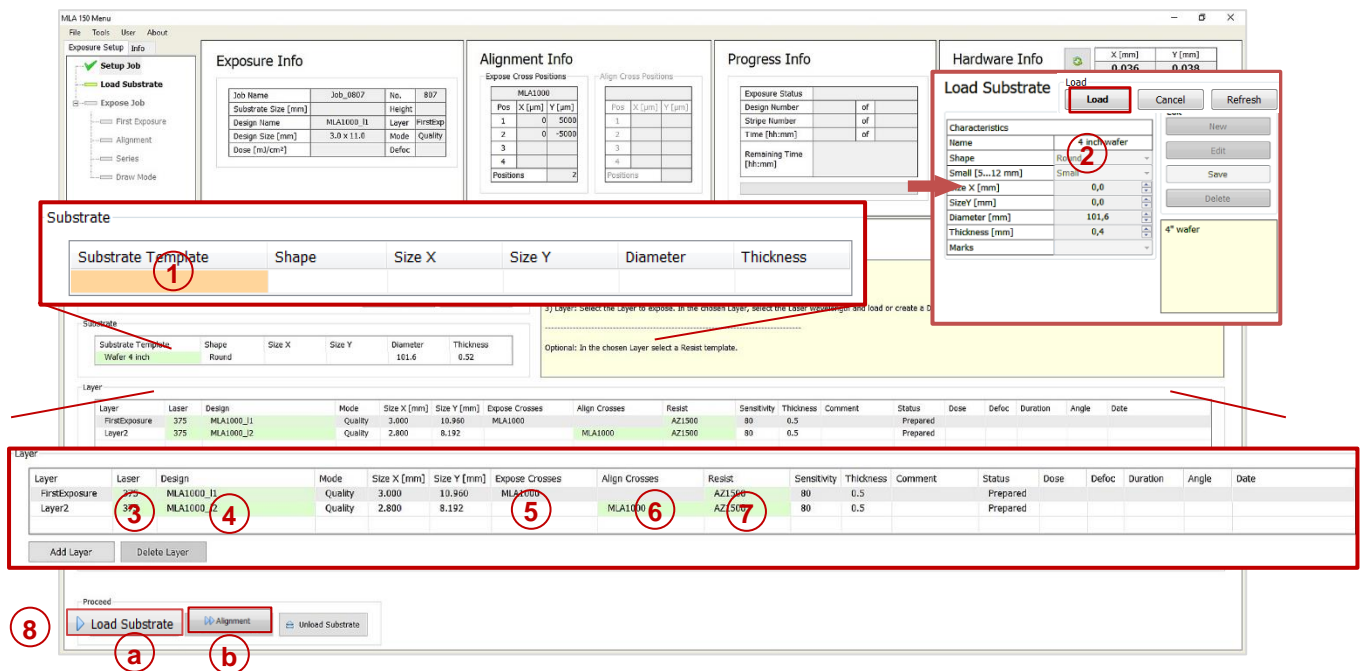 MLA 150 Menu
File Tools User About
Exposure Setup Info
Setup Job
Load Substrate
Expose Job
First Exposure
Alignment
Series
Draw Mode
Exposure Info
Job Name Job_0807 No. 807
Substrate Size [mm] Height
Design Name MLA1000_l1 Layer FirstExp
Design Size [mm] 3.0 x 11.0 Mode Quality
Dose [mJ/cm²] Defoc
Alignment Info
Expose Cross Positions
MLA1000
Pos X [µm] Y [µm]
1 0 5000
2 0 -5000
3
4
Positions 2
Align Cross Positions
Pos X [µm] Y [µm]
1
2
3
4
Positions
Progress Info
Exposure Status
Design Number of
Stripe Number of
Time [hh:mm]
Remaining Time
[hh:mm]
Hardware Info
X [mm] Y [mm]
0.036 0.038
Load Substrate
Load
Load Cancel Refresh
Characteristics
Name 4 inch wafer
Shape Round
Small [5...12 mm] Small
Size X [mm] 0,0
SizeY [mm] 0,0
Diameter [mm] 101,6
Thickness [mm] 0,4
Marks
2
New
Edit
Save
Delete
4" wafer
Substrate
Substrate Template Shape Size X Size Y Diameter Thickness
1
3) Layer: Select the Layer to expose. In the chosen Layer, select the Laser wavelength and load or create a D
Optional: In the chosen Layer select a Resist template.
Substrate
Substrate Template Shape Size X Size Y Diameter Thickness
Wafer 4 inch Round 101.6 0.52
Layer
Layer Laser Design Mode Size X [mm] Size Y [mm] Expose Crosses Align Crosses Resist Sensitivity Thickness Comment Status Dose Defoc Duration Angle Date
FirstExposure 375 MLA1000_l1 Quality 3.000 10.960 MLA1000 AZ1500 80 0.5 Prepared
Layer2 375 MLA1000_l2 Quality 2.800 8.192 MLA1000 AZ1500 80 0.5 Prepared
Layer
Layer Laser Design Mode Size X [mm] Size Y [mm] Expose Crosses Align Crosses Resist Sensitivity Thickness Comment Status Dose Defoc Duration Angle Date
FirstExposure 375 MLA1000_l1 Quality 3.000 10.960 MLA1000 AZ1500 80 0.5 Prepared
Layer2 375 MLA1000_l2 Quality 2.800 8.192 MLA1000 AZ1500 80 0.5 Prepared
3 4 5 6 7
Add Layer Delete Layer
Proceed
8 Load Substrate Alignment Unload Substrate
a b